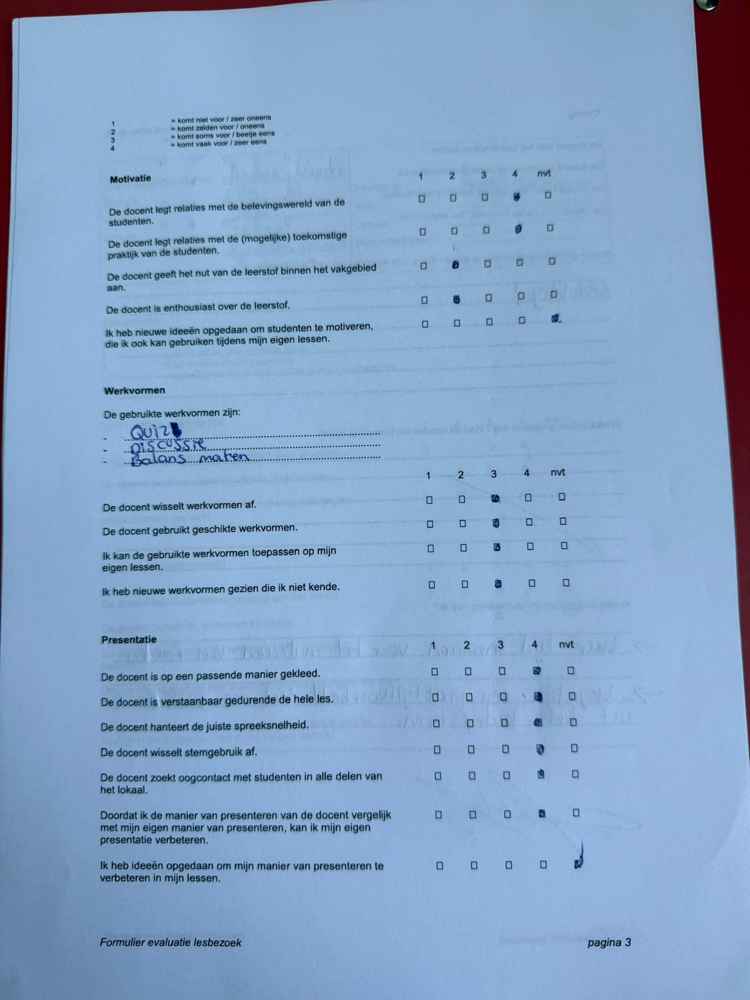 1 = komt niet voor / zeer oneens
2 = komt zelden voor / oneens
3 = komt soms voor / beetje eens
4 = komt vaak voor / zeer eens
Motivatie 1 2 3 4 nvt
De docent legt relaties met de belevingswereld van de
studenten.
De docent legt relaties met de (mogelijke) toekomstige
praktijk van de studenten.
De docent geeft het nut van de leerstof binnen het vakgebied
aan.
De docent is enthousiast over de leerstof.
Ik heb nieuwe ideeën opgedaan om studenten te motiveren,
die ik ook kan gebruiken tijdens mijn eigen lessen.
Werkvormen
De gebruikte werkvormen zijn:
- Quiz
- Discussie
- Balans maken
1 2 3 4 nvt
De docent wisselt werkvormen af.
De docent gebruikt geschikte werkvormen.
Ik kan de gebruikte werkvormen toepassen op mijn
eigen lessen.
Ik heb nieuwe werkvormen gezien die ik niet kende.
Presentatie 1 2 3 4 nvt
De docent is op een passende manier gekleed.
De docent is verstaanbaar gedurende de hele les.
De docent hanteert de juiste spreeksnelheid.
De docent wisselt stemgebruik af.
De docent zoekt oogcontact met studenten in alle delen van
het lokaal.
Doordat ik de manier van presenteren van de docent vergelijk
met mijn eigen manier van presenteren, kan ik mijn eigen
presentatie verbeteren.
Ik heb ideeën opgedaan om mijn manier van presenteren te
verbeteren in mijn lessen.
Formulier evaluatie lesbezoek pagina 3